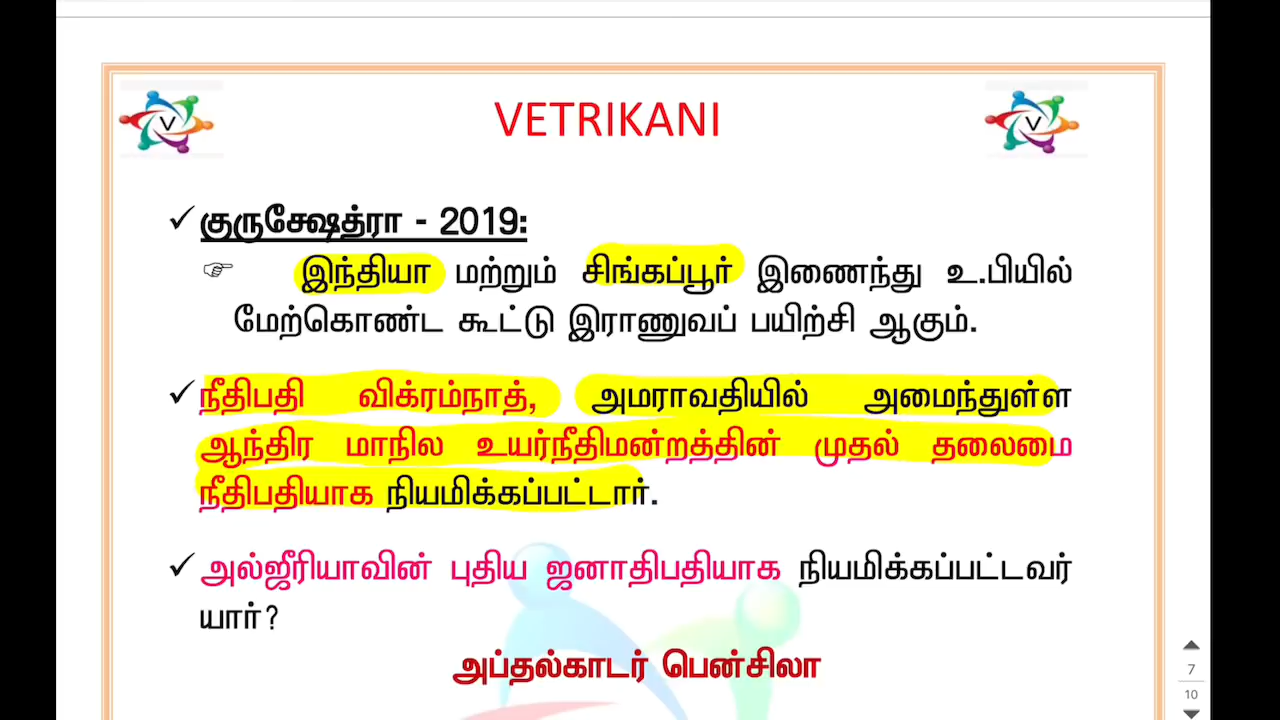 VETRIKANI
V
V
குருக்ஷேத்ரா - 2019:
இந்தியா மற்றும் சிங்கப்பூர் இணைந்து உ.பியில்
மேற்கொண்ட கூட்டு இராணுவப் பயிற்சி ஆகும்.
நீதிபதி விக்ரம்நாத், அமராவதியில் அமைந்துள்ள
ஆந்திர மாநில உயர்நீதிமன்றத்தின் முதல் தலைமை
நீதிபதியாக நியமிக்கப்பட்டார்.
அல்ஜீரியாவின் புதிய ஜனாதிபதியாக நியமிக்கப்பட்டவர்
யார்?
அப்தல்காடர் பென்சிலா
7
10